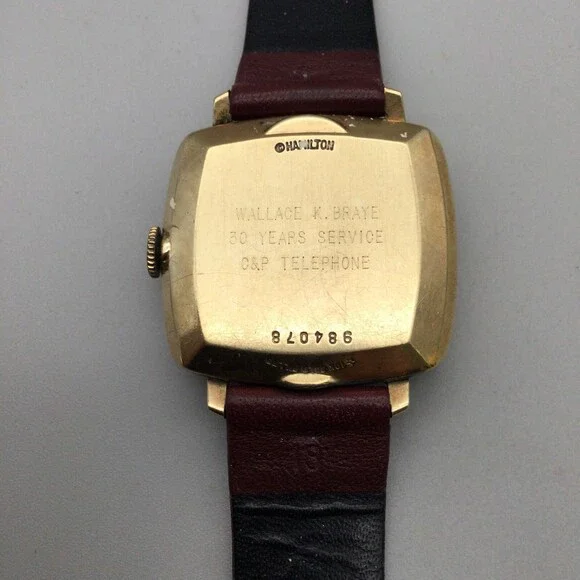 ©HAMILTON
WALLACE K. BRAYE
30 YEARS SERVICE
C&P TELEPHONE
984078